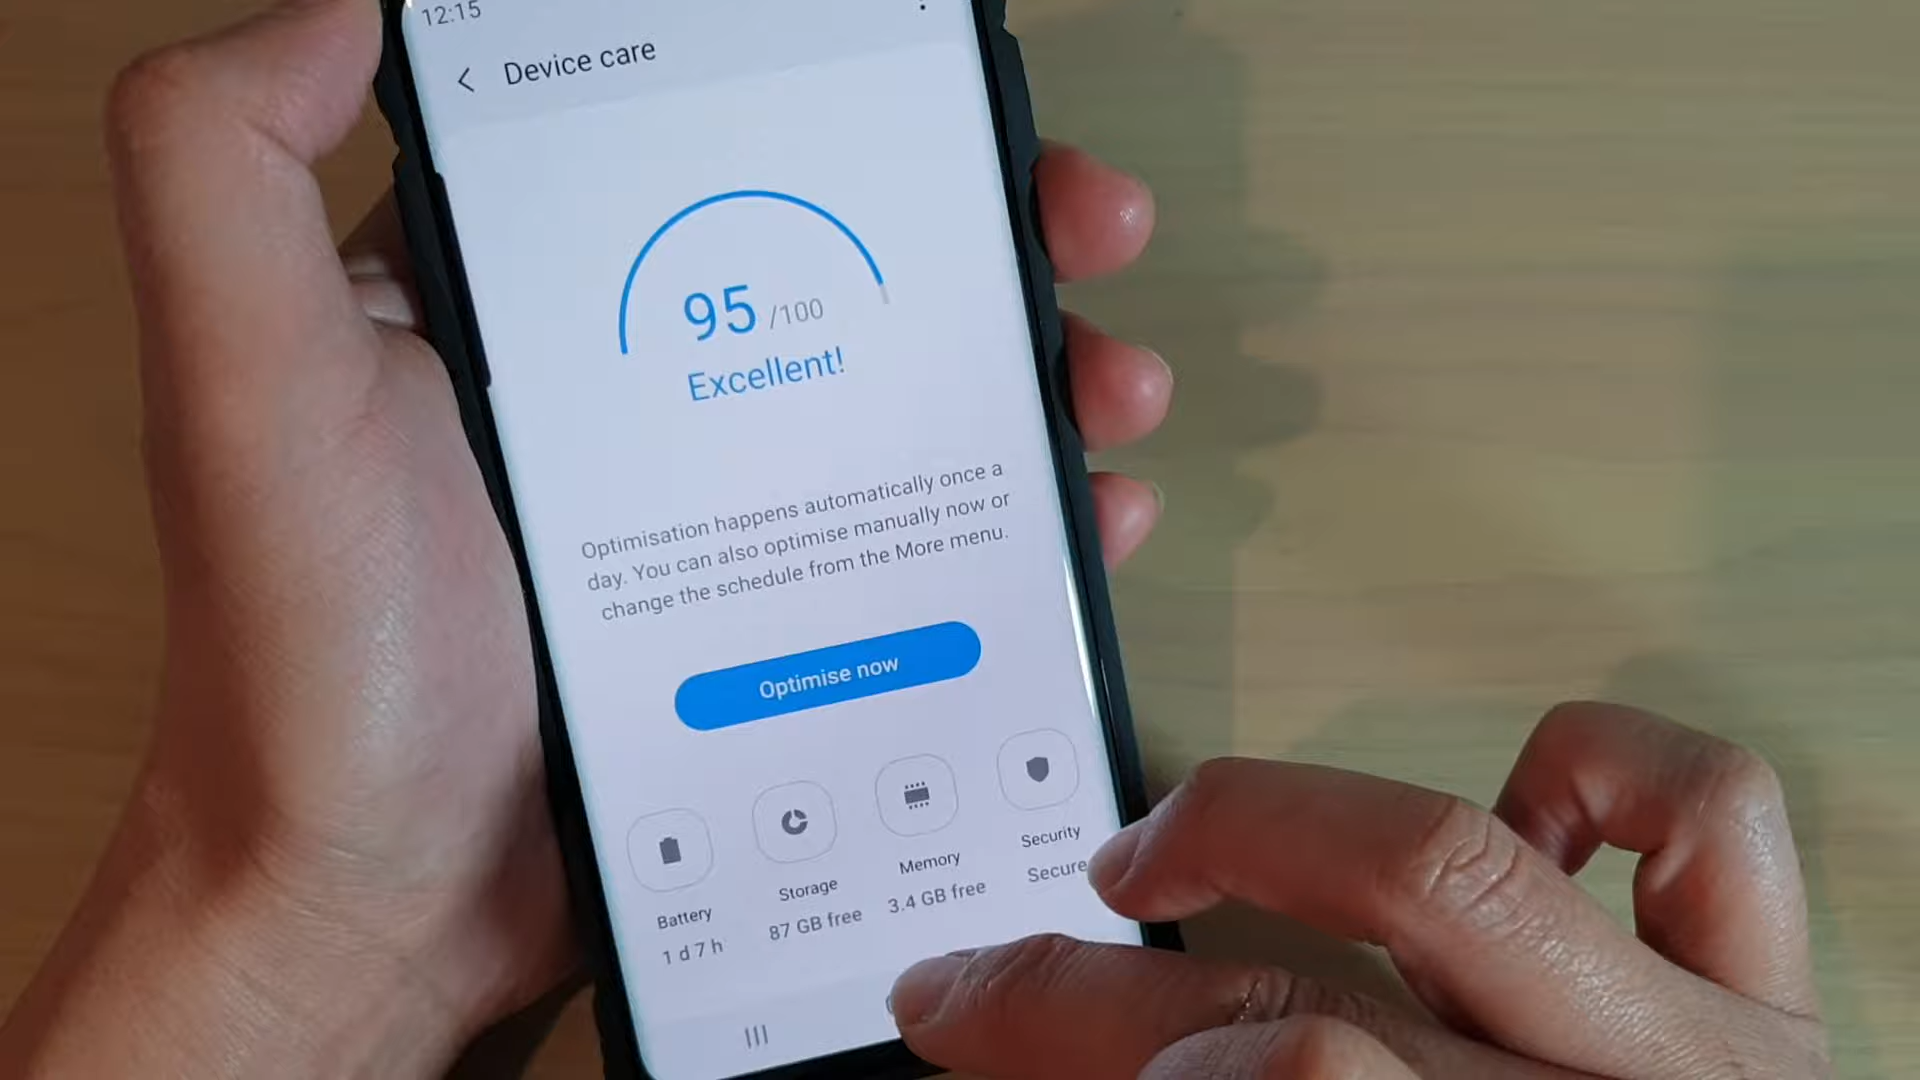 12:15
Device care
95 /100
Excellent!
Optimisation happens automatically once a
day. You can also optimise manually now or
change the schedule from the More menu.
Optimise now
Battery
1 d 7 h
Storage
87 GB free
Memory
3.4 GB free
Security
Secure